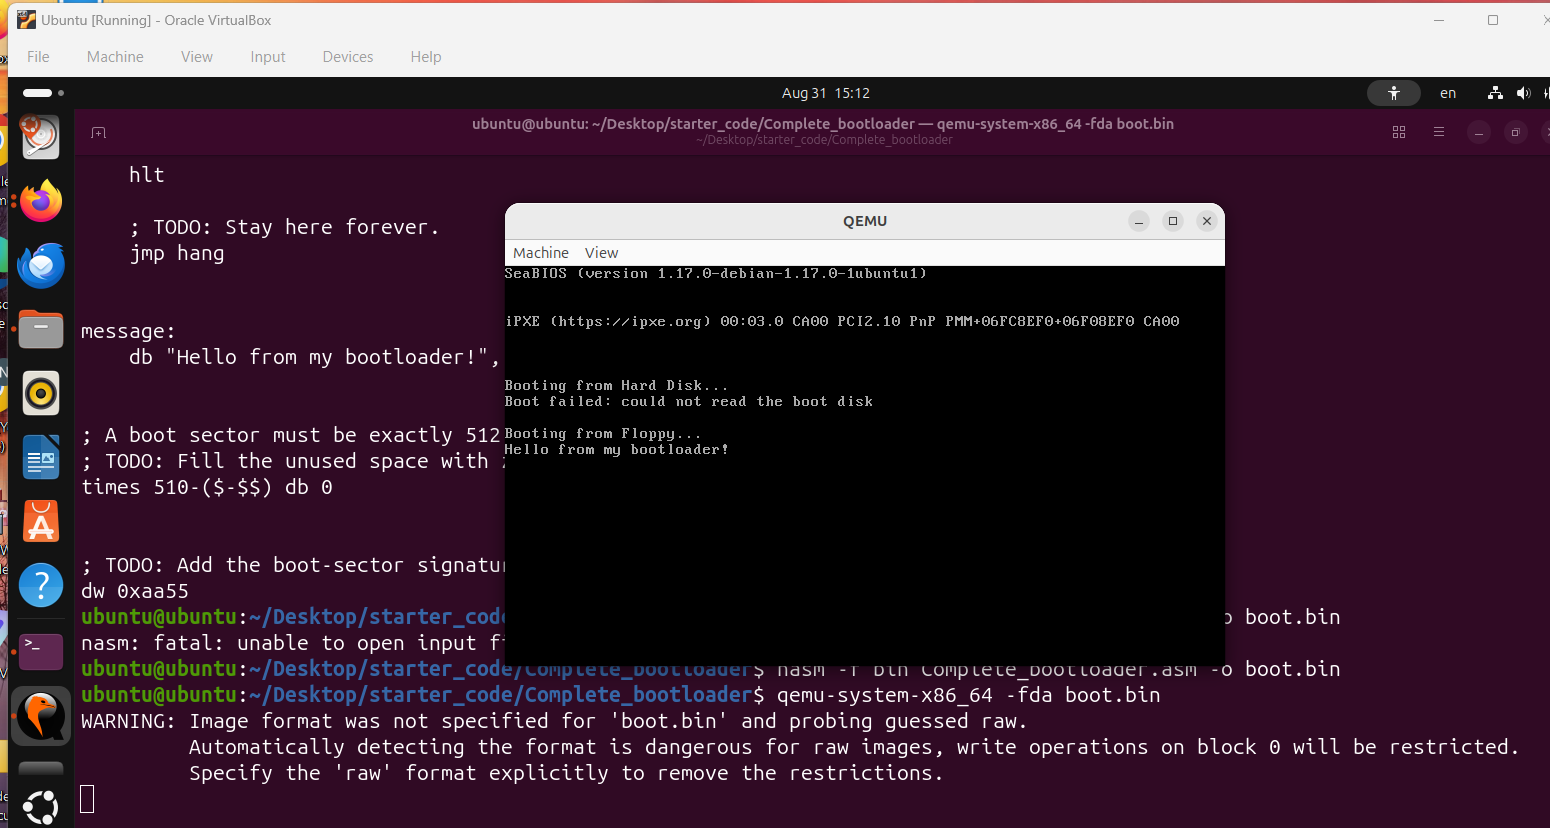 Ubuntu [Running] - Oracle VirtualBox
File Machine View Input Devices Help
Aug 31 15:12
en
ubuntu@ubuntu: ~/Desktop/starter_code/Complete_bootloader — qemu-system-x86_64 -fda boot.bin
~/Desktop/starter_code/Complete_bootloader
hlt
; TODO: Stay here forever.
jmp hang
message:
db "Hello from my bootloader!",
; A boot sector must be exactly 512
; TODO: Fill the unused space with
times 510-($-$$) db 0
; TODO: Add the boot-sector
dw 0xaa55
ubuntu@ubuntu:~/Desktop/starter_code boot.bin
nasm: fatal: unable to open input
ubuntu@ubuntu:~/Desktop/starter_code/Complete_bootloader$ nasm -f bin Complete_bootloader.asm -o boot.bin
ubuntu@ubuntu:~/Desktop/starter_code/Complete_bootloader$ qemu-system-x86_64 -fda boot.bin
WARNING: Image format was not specified for 'boot.bin' and probing guessed raw.
Automatically detecting the format is dangerous for raw images, write operations on block 0 will be restricted.
Specify the 'raw' format explicitly to remove the restrictions.
QEMU
Machine View
SeaBIOS (version 1.17.0-debian-1.17.0-1ubuntu1)
iPXE (https://ipxe.org) 00:03.0 CA00 PCI2.10 PnP PMM+06FC8EF0+06F08EF0 CA00
Booting from Hard Disk...
Boot failed: could not read the boot disk
Booting from Floppy...
Hello from my bootloader!